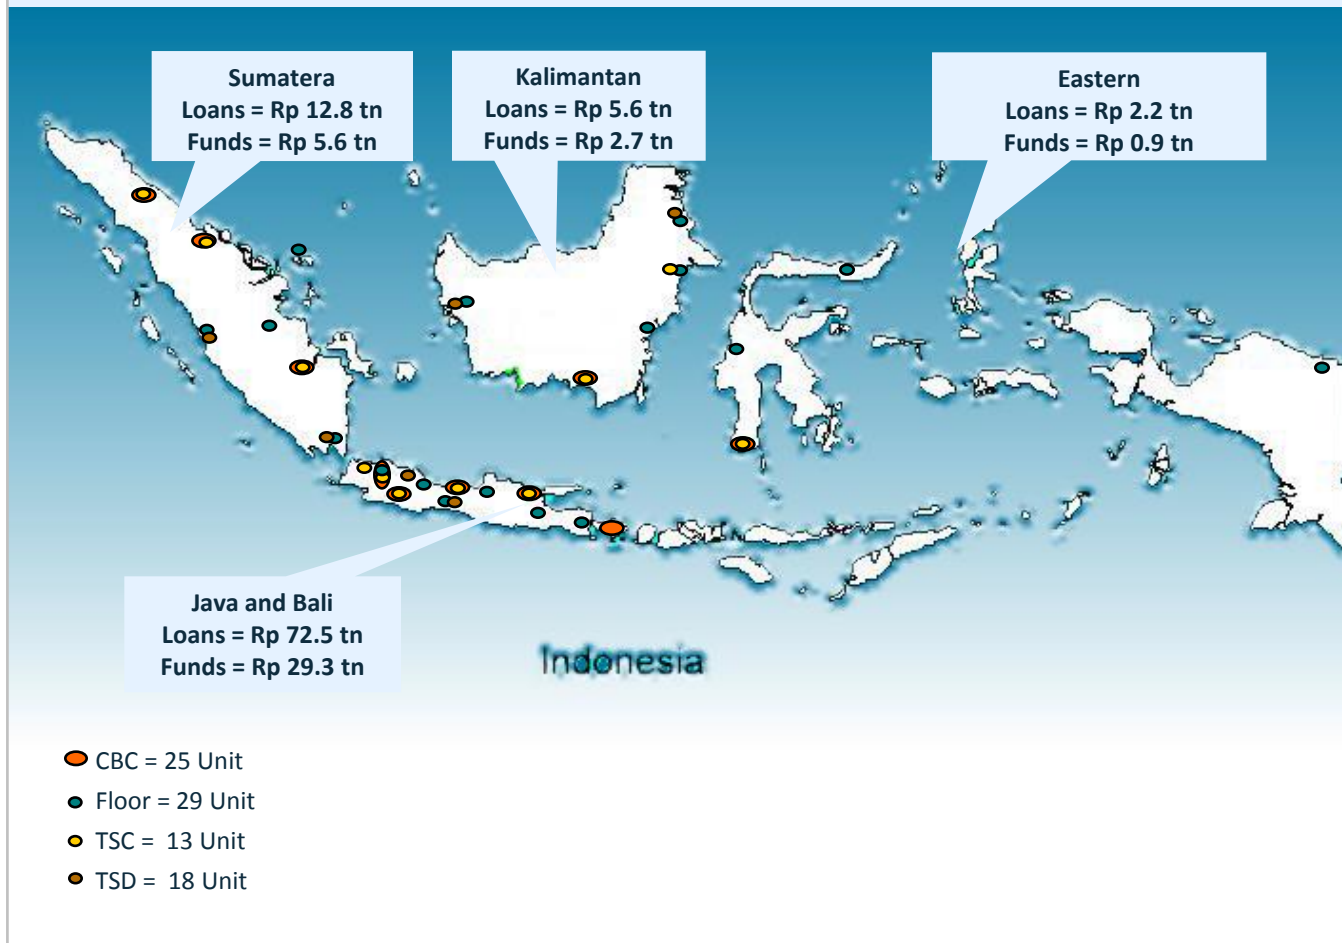 Sumatera
Loans = Rp 12.8 tn
Funds = Rp 5.6 tn
Kalimantan
Loans = Rp 5.6 tn
Funds = Rp 2.7 tn
Eastern
Loans = Rp 2.2 tn
Funds = Rp 0.9 tn
Java and Bali
Loans = Rp 72.5 tn
Funds = Rp 29.3 tn
Indonesia
CBC = 25 Unit
Floor = 29 Unit
TSC = 13 Unit
TSD = 18 Unit